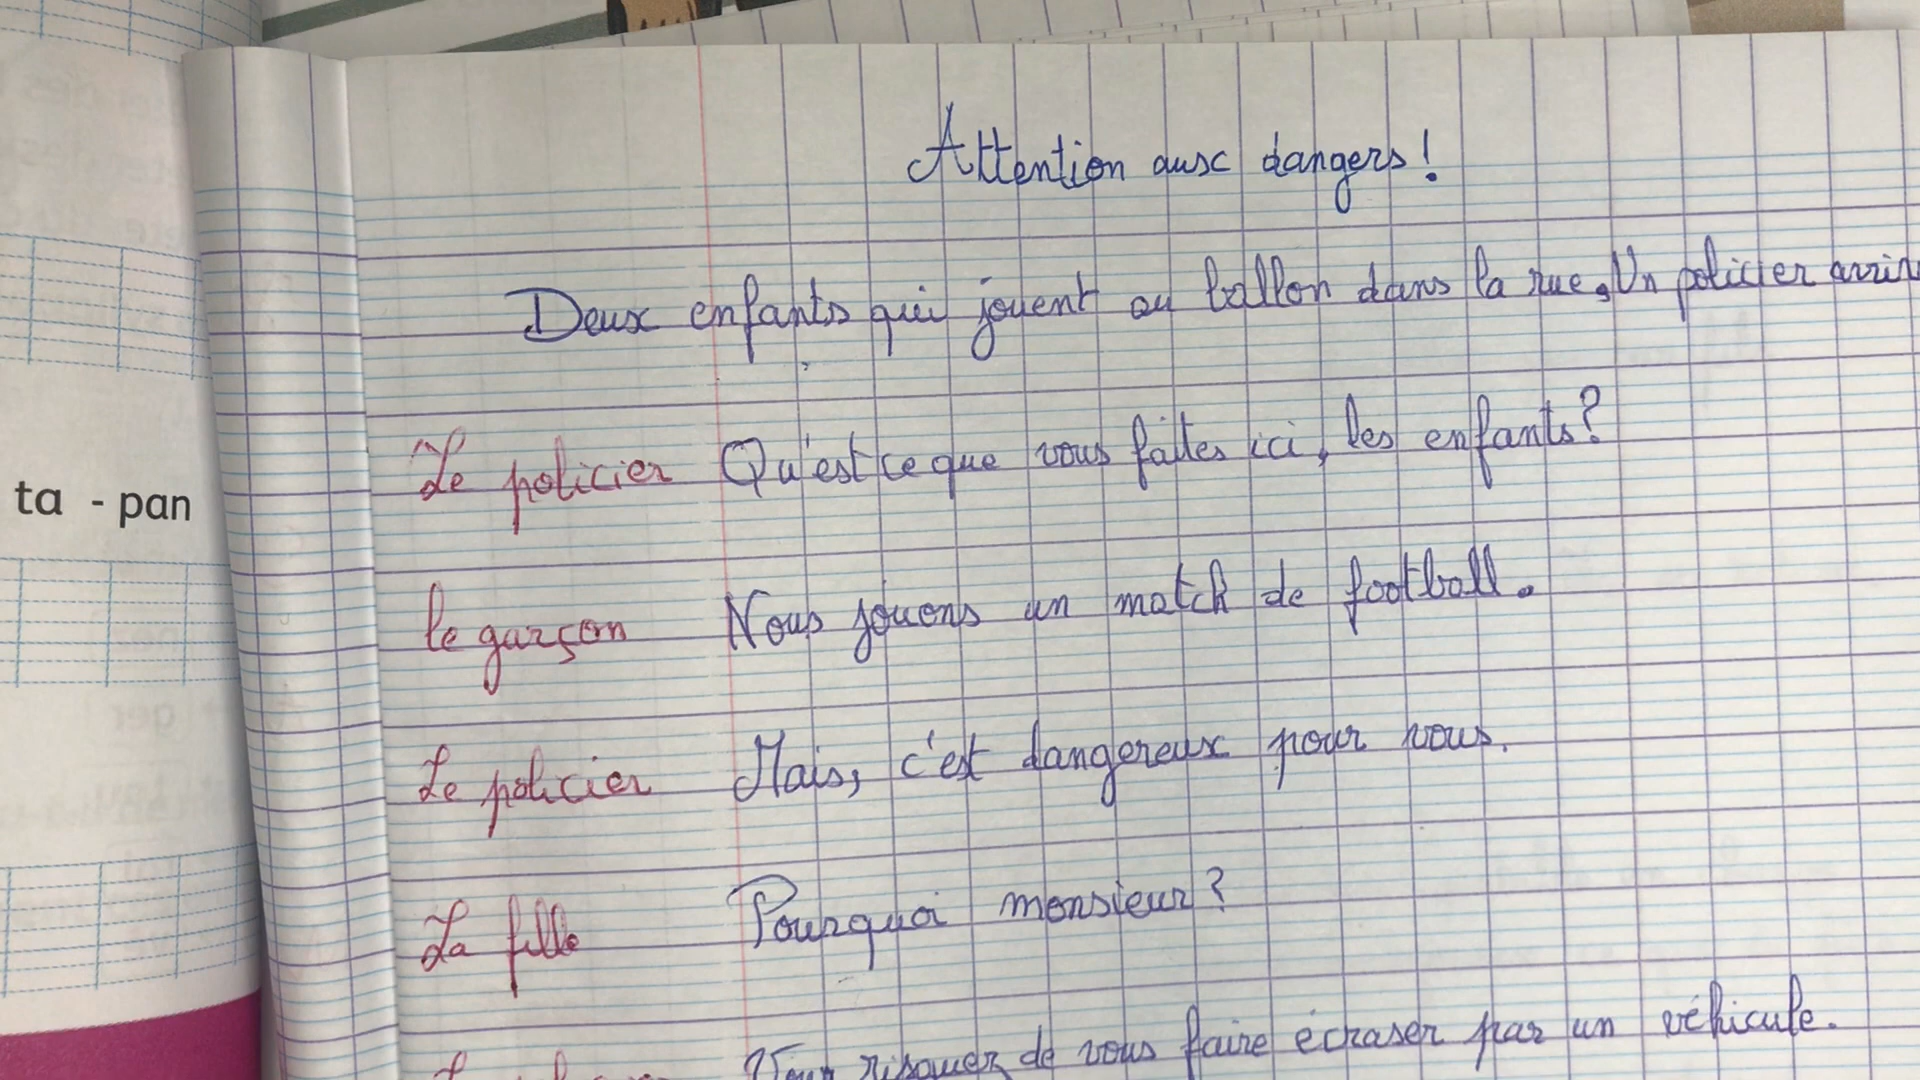 Attention aux dangers!
Deux enfants qui jouent au ballon dans la rue. Un policier
Le policier Qu'est ce que vous faites ici, les enfants?
ta - pan
le garçon Nous jouons un match de football.
Le policier Mais, c'est dangereux pour vous.
La fille Pourquoi monsieur?
Vous risquez de vous faire écraser par un véhicule.